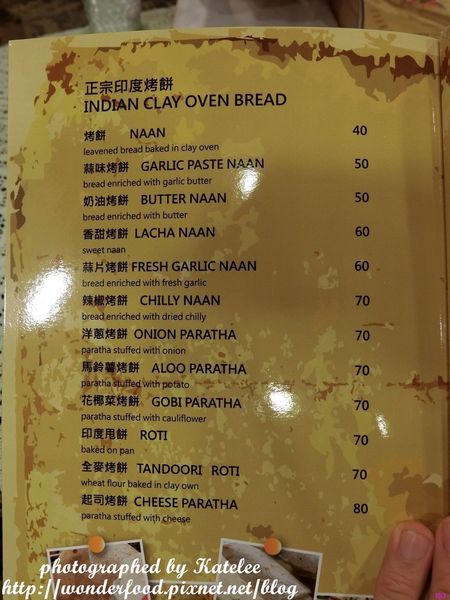 正宗印度烤餅
INDIAN CLAY OVEN BREAD
烤餅 NAAN 40
leavened bread baked in clay oven
蒜味烤餅 GARLIC PASTE NAAN 50
bread enriched with garlic butter
奶油烤餅 BUTTER NAAN 50
bread enriched with butter
香甜烤餅 LACHA NAAN 60
sweet naan
蒜片烤餅 FRESH GARLIC NAAN 60
bread enriched with fresh garlic
辣椒烤餅 CHILLY NAAN 70
bread enriched with dried chilly
洋蔥烤餅 ONION PARATHA 70
paratha stuffed with onion
馬鈴薯烤餅 ALOO PARATHA 70
paratha stuffed with potato
花椰菜烤餅 GOBI PARATHA 70
paratha stuffed with cauliflower
印度甩餅 ROTI 70
baked on pan
全麥烤餅 TANDOORI ROTI 70
wheat flour baked in clay own
起司烤餅 CHEESE PARATHA 80
paratha stuffed with cheese
photographed by Katelee
http://wonderfood.pixnet.net/blog